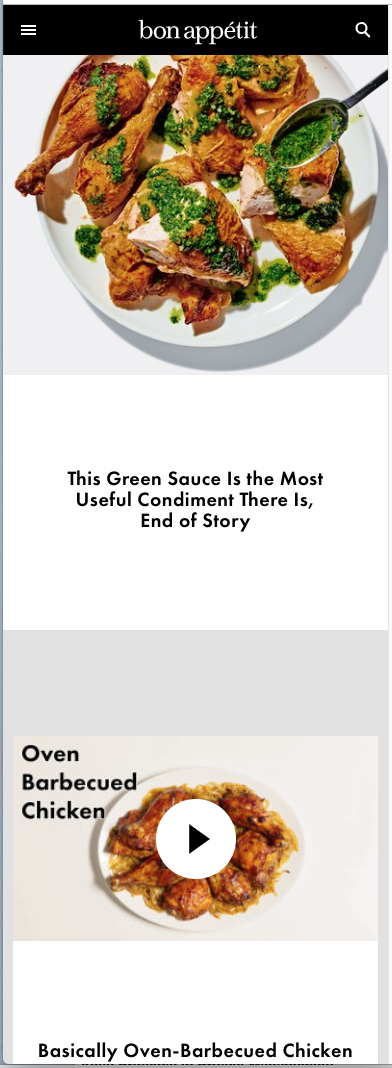 bon appétit
This Green Sauce Is the Most
Useful Condiment There Is,
End of Story
Oven
Barbecued
Chicken
Basically Oven-Barbecued Chicken